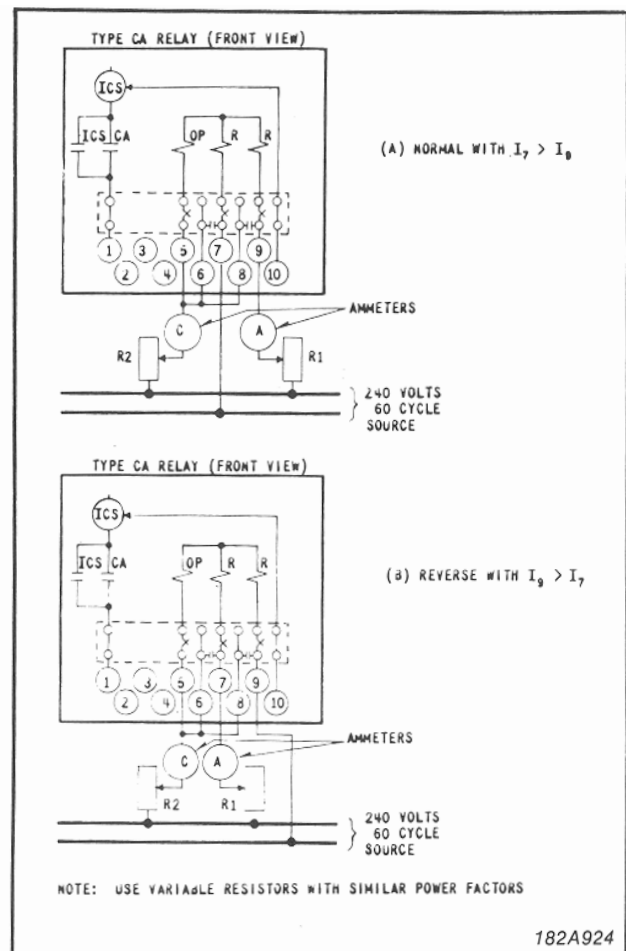 TYPE CA RELAY (FRONT VIEW)
ICS
ICS CA
OP R R
(A) NORMAL WITH I7 > I9
1 3 5 7 9
2 4 6 8 10
AMMETERS
C A
R2 R1
240 VOLTS
60 CYCLE
SOURCE
TYPE CA RELAY (FRONT VIEW)
ICS
ICS CA
OP R R
(B) REVERSE WITH I9 > I7
1 3 5 7 9
2 4 6 8 10
AMMETERS
C A
R2 R1
240 VOLTS
60 CYCLE
SOURCE
NOTE: USE VARIABLE RESISTORS WITH SIMILAR POWER FACTORS
182A924